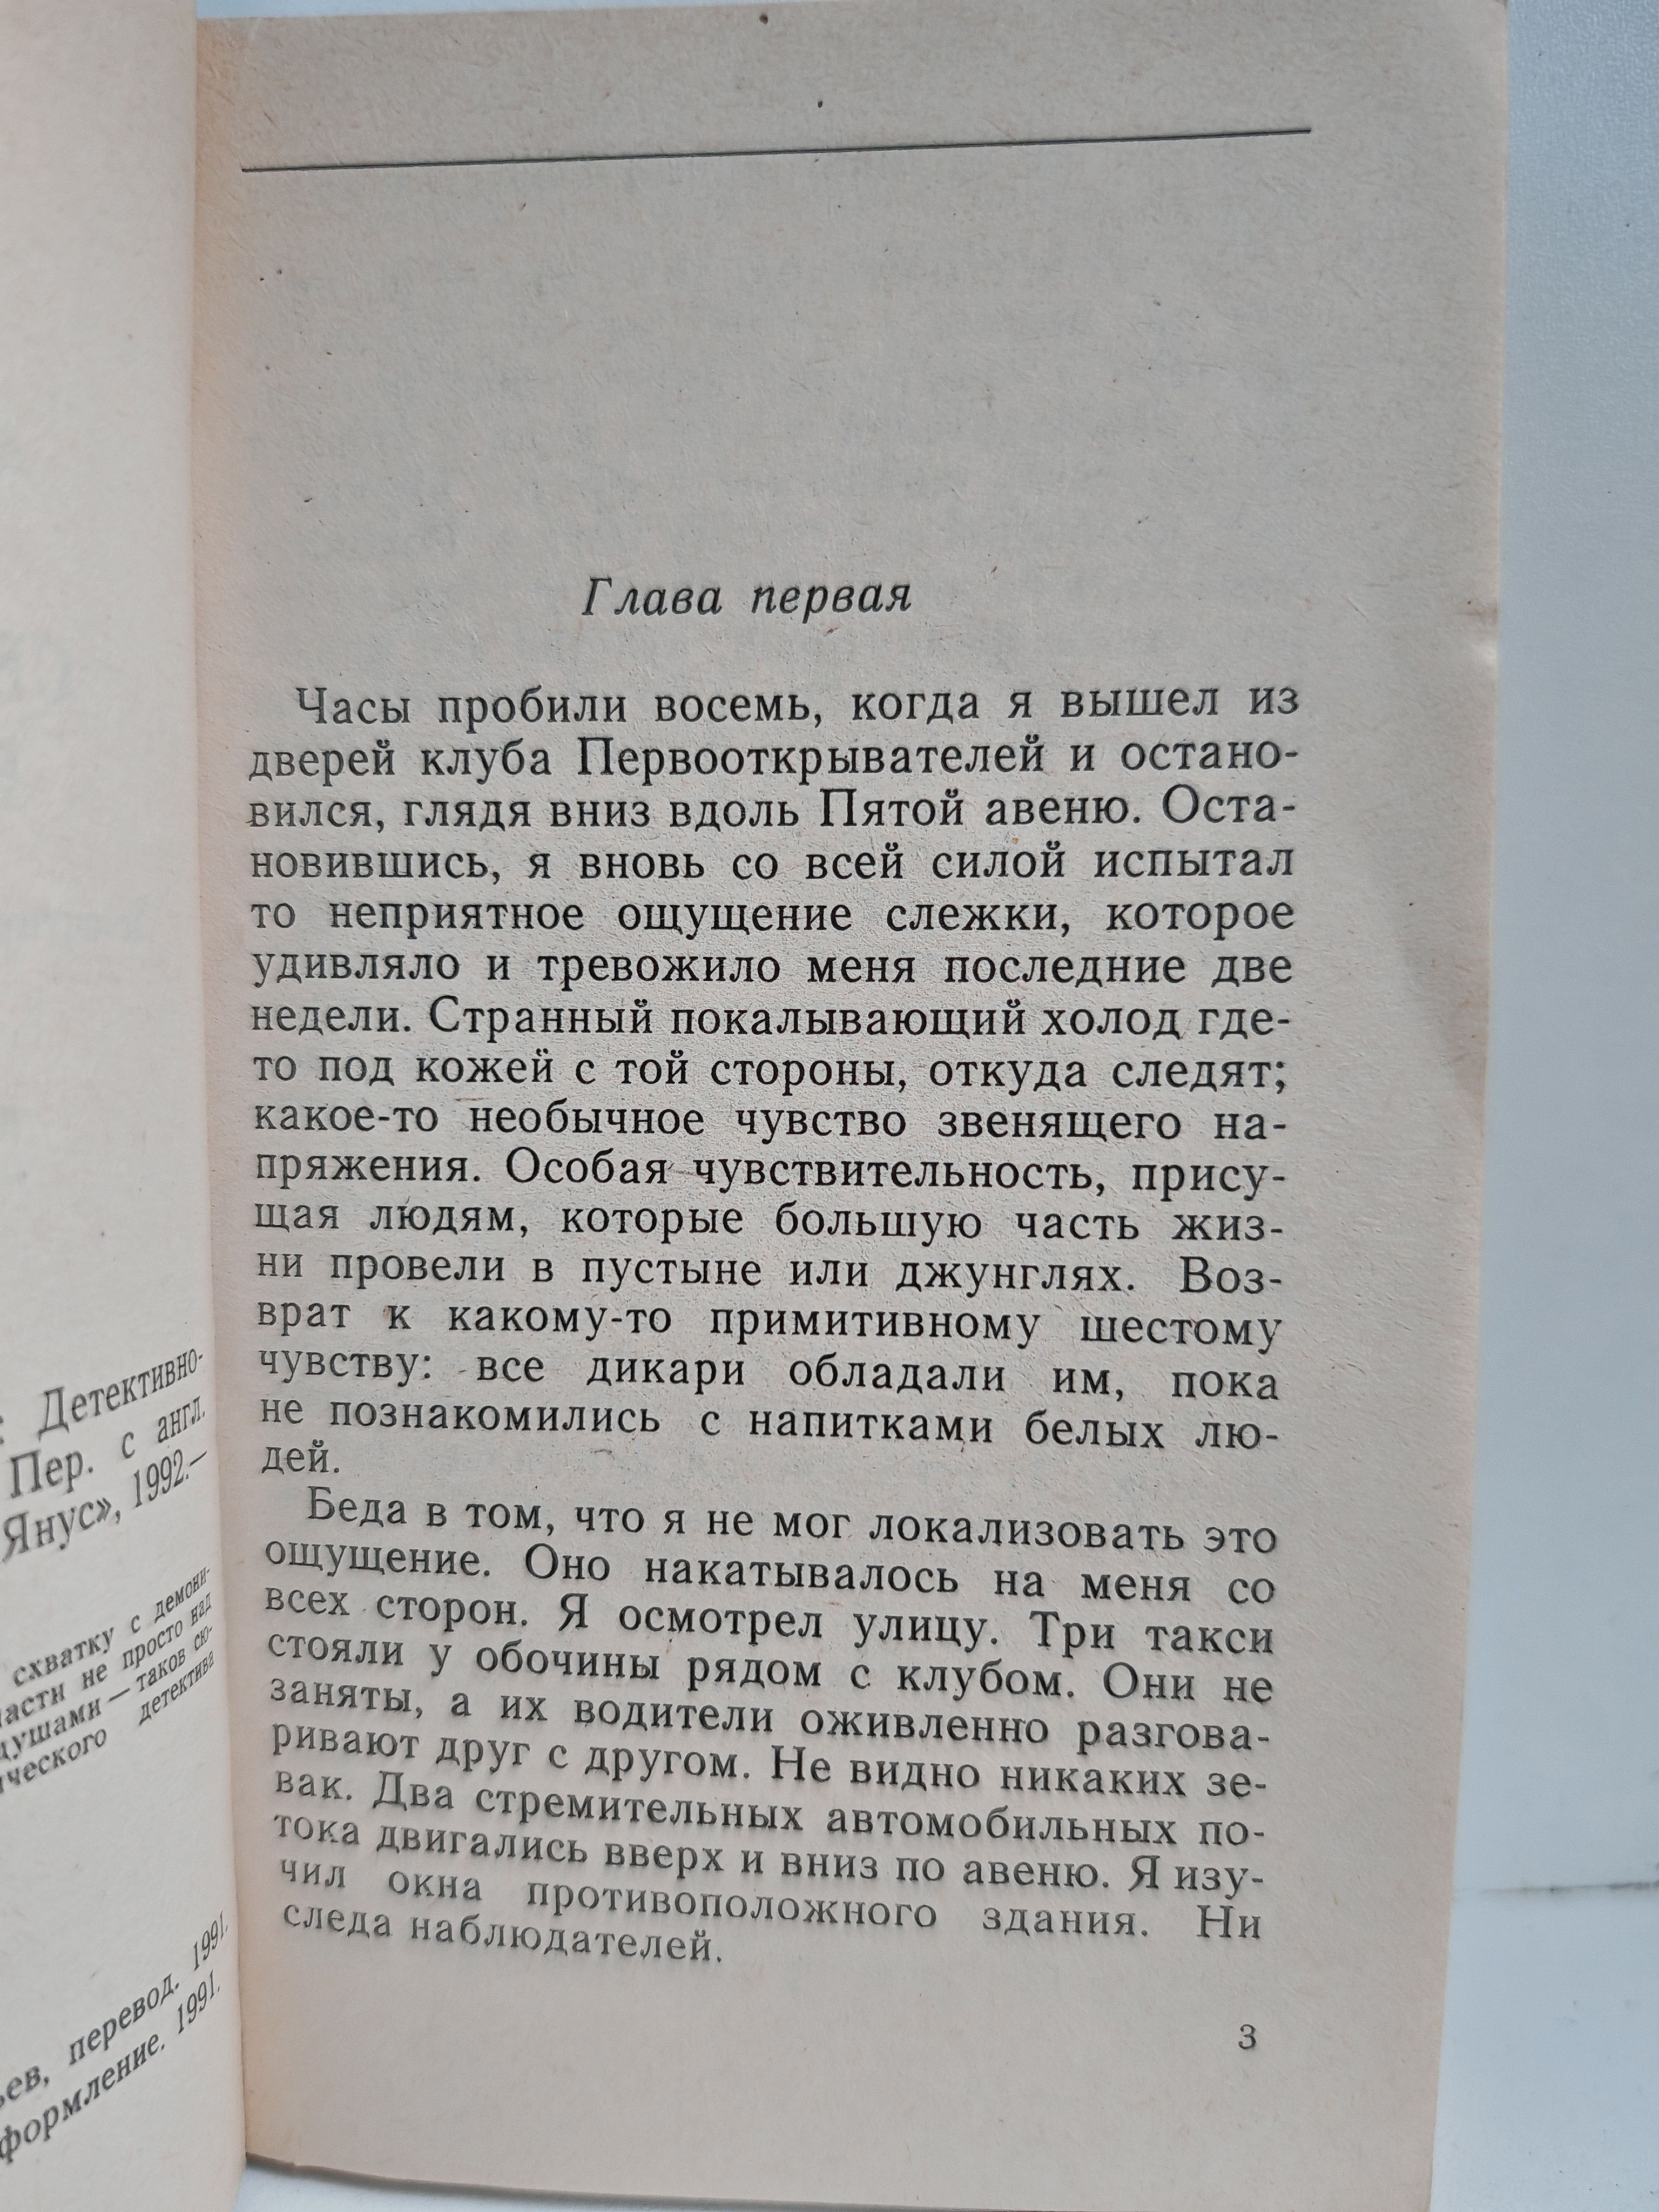 Детективно-
Пер. с англ.
Янус», 1992.—
схватку с демони-
не просто над
душами — таков сю-
детектива
перевод. 1991.
1991.
Глава первая
Часы пробили восемь, когда я вышел из
дверей клуба Первооткрывателей и остано-
вился, глядя вниз вдоль Пятой авеню. Оста-
новившись, я вновь со всей силой испытал
то неприятное ощущение слежки, которое
удивляло и тревожило меня последние две
недели. Странный покалывающий холод где-
то под кожей с той стороны, откуда следят;
какое-то необычное чувство звенящего на-
пряжения. Особая чувствительность, прису-
щая людям, которые большую часть жиз-
ни провели в пустыне или джунглях. Воз-
врат к какому-то примитивному шестому
чувству: все дикари обладали им, пока
не познакомились с напитками белых лю-
дей.
Беда в том, что я не мог локализовать это
ощущение. Оно накатывалось на меня со
всех сторон. Я осмотрел улицу. Три такси
стояли у обочины рядом с клубом. Они не
заняты, а их водители оживленно разгова-
ривают друг с другом. Не видно никаких зе-
вак. Два стремительных автомобильных по-
тока двигались вверх и вниз по авеню. Я изу-
чил окна противоположного здания. Ни
следа наблюдателей.
3